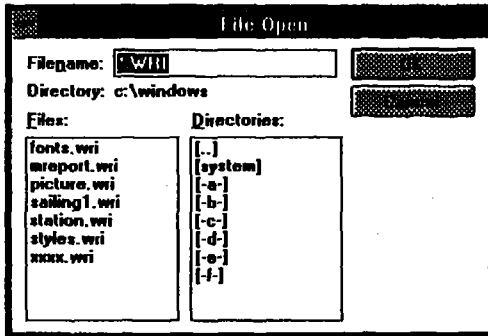 File Open
Filename: *.WRI
Directory: c:\windows
Files:
Directories:
fonts.wri
mreport.wri
picture.wri
sailing1.wri
station.wri
styles.wri
xxxx.wri
[..]
[system]
[-a-]
[-b-]
[-c-]
[-d-]
[-e-]
[-f-]